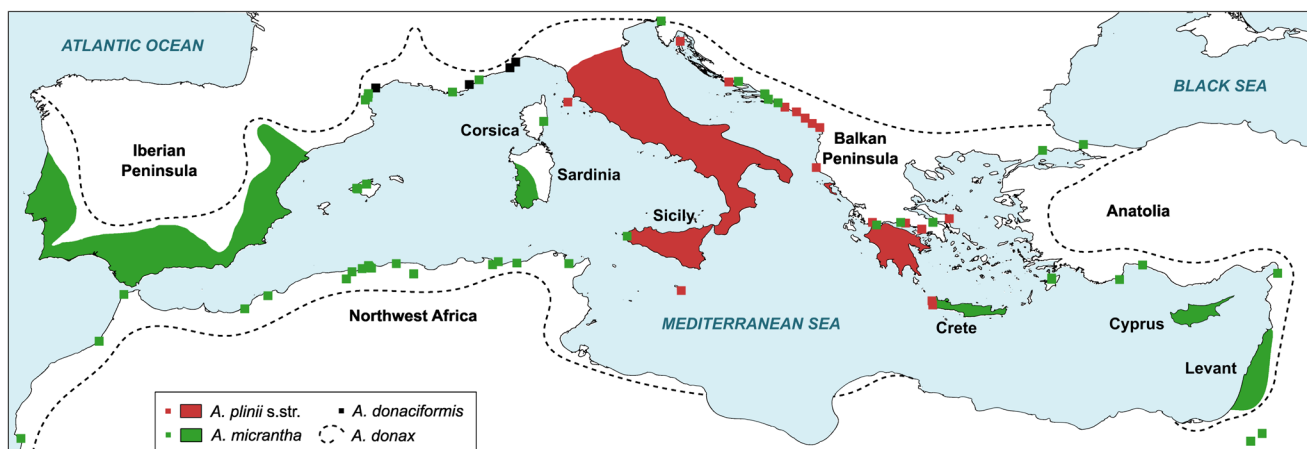 ATLANTIC OCEAN
BLACK SEA
Corsica
Iberian
Peninsula
Balkan
Peninsula
Sardinia
Anatolia
Sicily
Northwest Africa
MEDITERRANEAN SEA
Crete
Cyprus
Levant
A. plinii s.str.
A. donaciformis
A. micrantha
A. donax